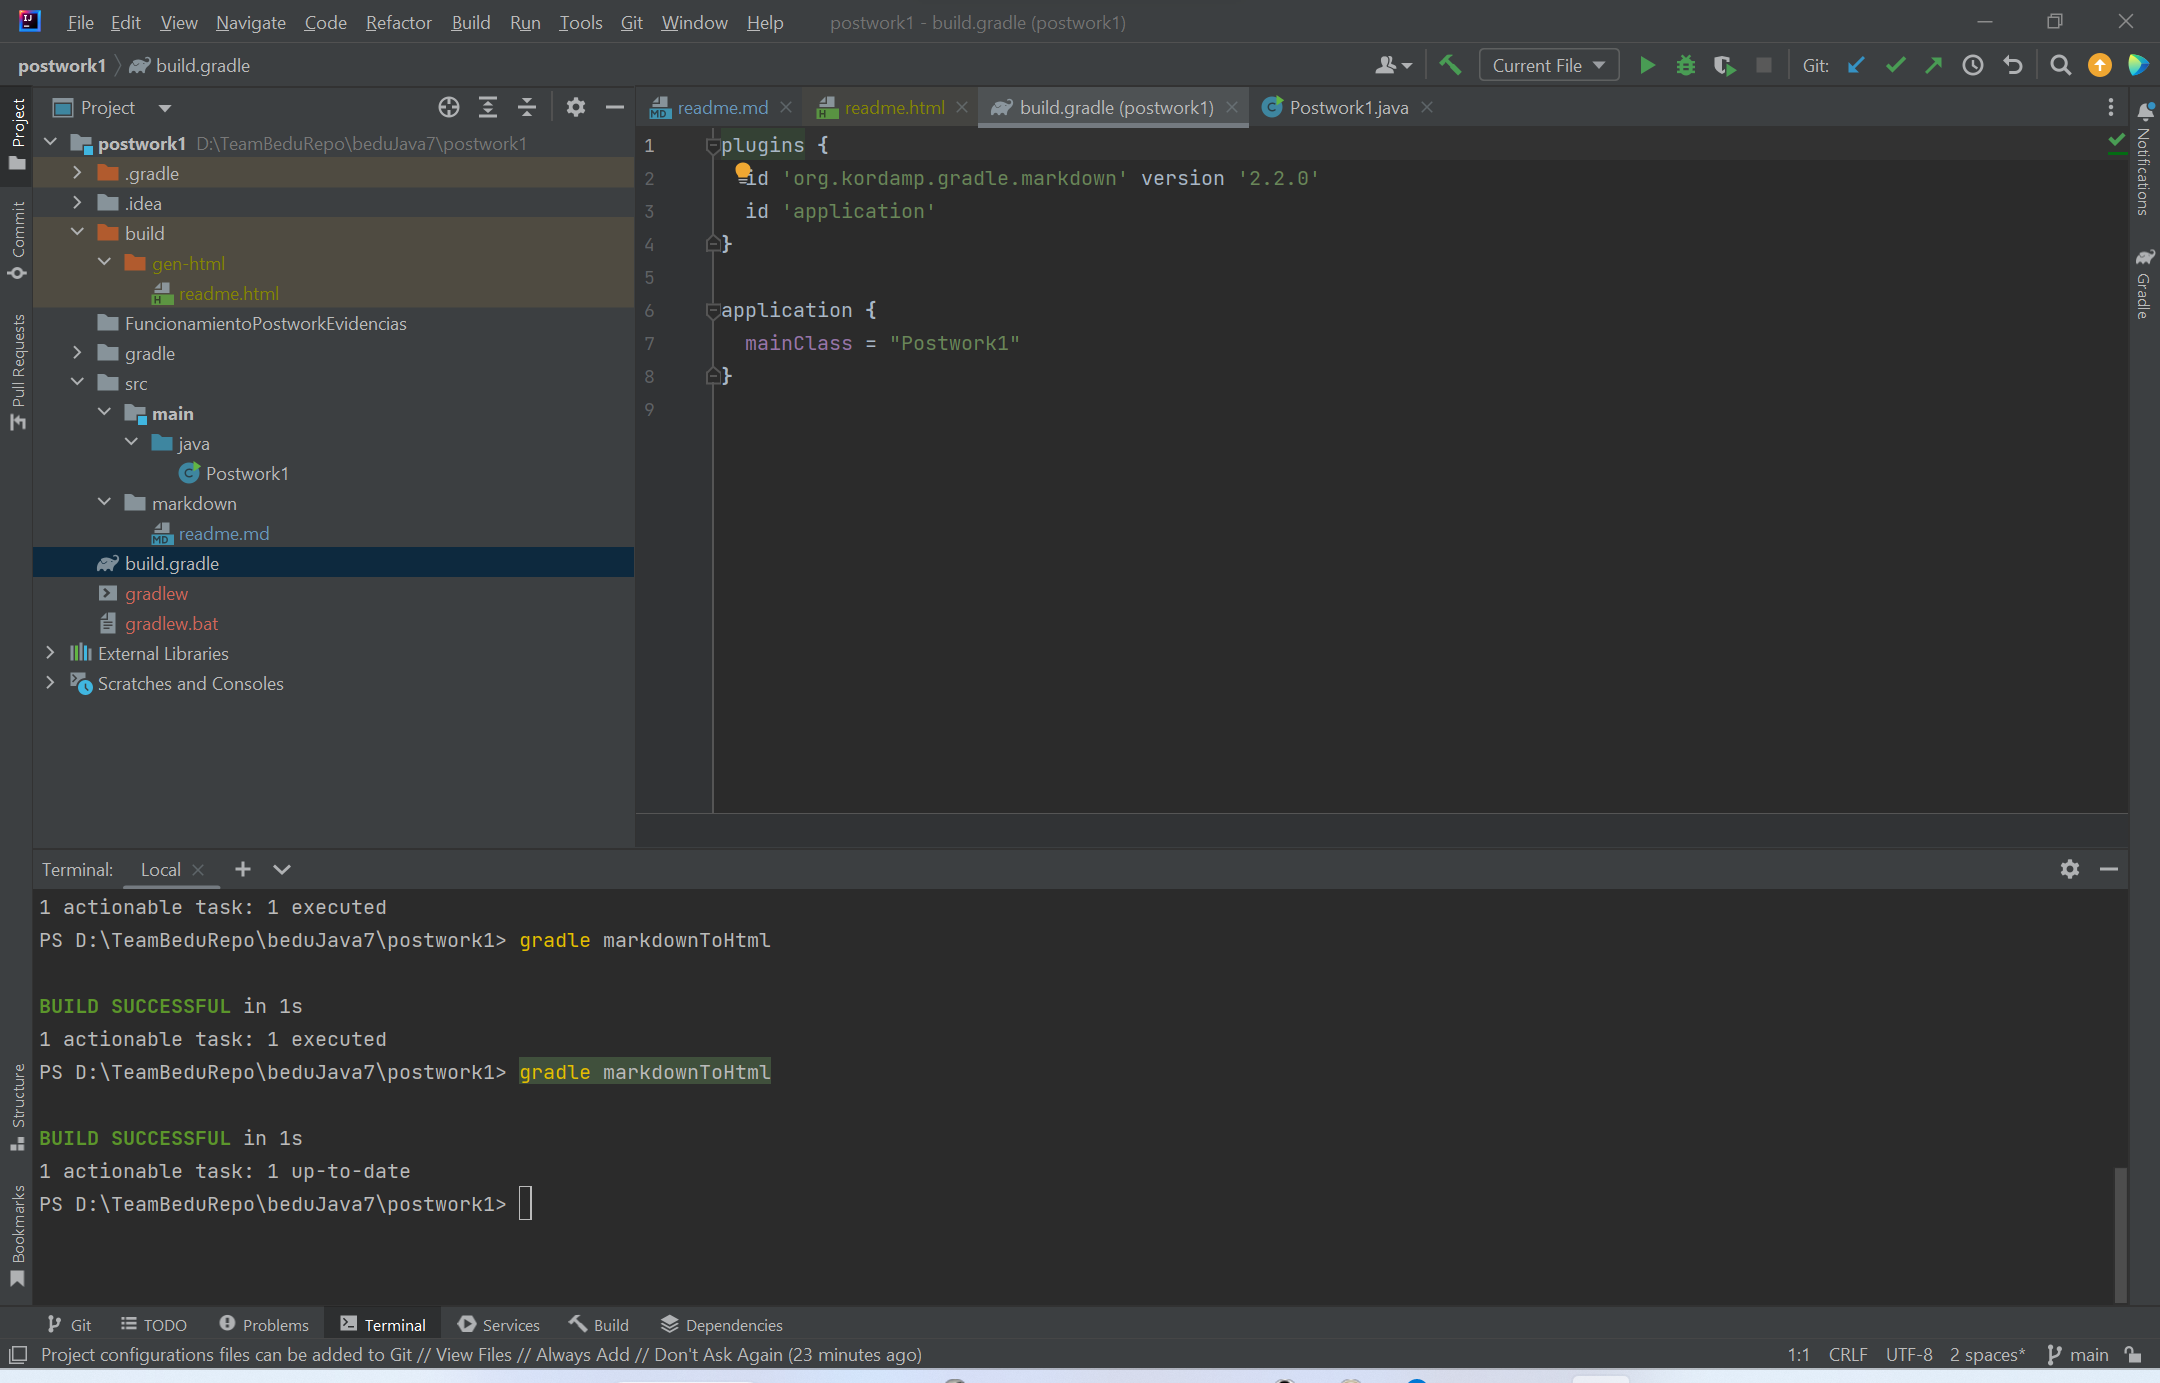 File Edit View Navigate Code Refactor Build Run Tools Git Window Help postwork1 - build.gradle (postwork1)
postwork1 build.gradle Current File Git:
Project
readme.md readme.html build.gradle (postwork1) Postwork1.java
Project
Commit
Pull Requests
Structure
Bookmarks
postwork1 D:\TeamBeduRepo\beduJava7\postwork1
.gradle
.idea
build
gen-html
readme.html
FuncionamientoPostworkEvidencias
gradle
src
main
java
Postwork1
markdown
readme.md
build.gradle
gradlew
gradlew.bat
External Libraries
Scratches and Consoles
1 plugins {
2 id 'org.kordamp.gradle.markdown' version '2.2.0'
3 id 'application'
4 }
5
6 application {
7 mainClass = "Postwork1"
8 }
9
Notifications
Gradle
Terminal: Local
1 actionable task: 1 executed
PS D:\TeamBeduRepo\beduJava7\postwork1> gradle markdownToHtml
BUILD SUCCESSFUL in 1s
1 actionable task: 1 executed
PS D:\TeamBeduRepo\beduJava7\postwork1> gradle markdownToHtml
BUILD SUCCESSFUL in 1s
1 actionable task: 1 up-to-date
PS D:\TeamBeduRepo\beduJava7\postwork1>
Git TODO Problems Terminal Services Build Dependencies
Project configurations files can be added to Git // View Files // Always Add // Don't Ask Again (23 minutes ago) 1:1 CRLF UTF-8 2 spaces* main